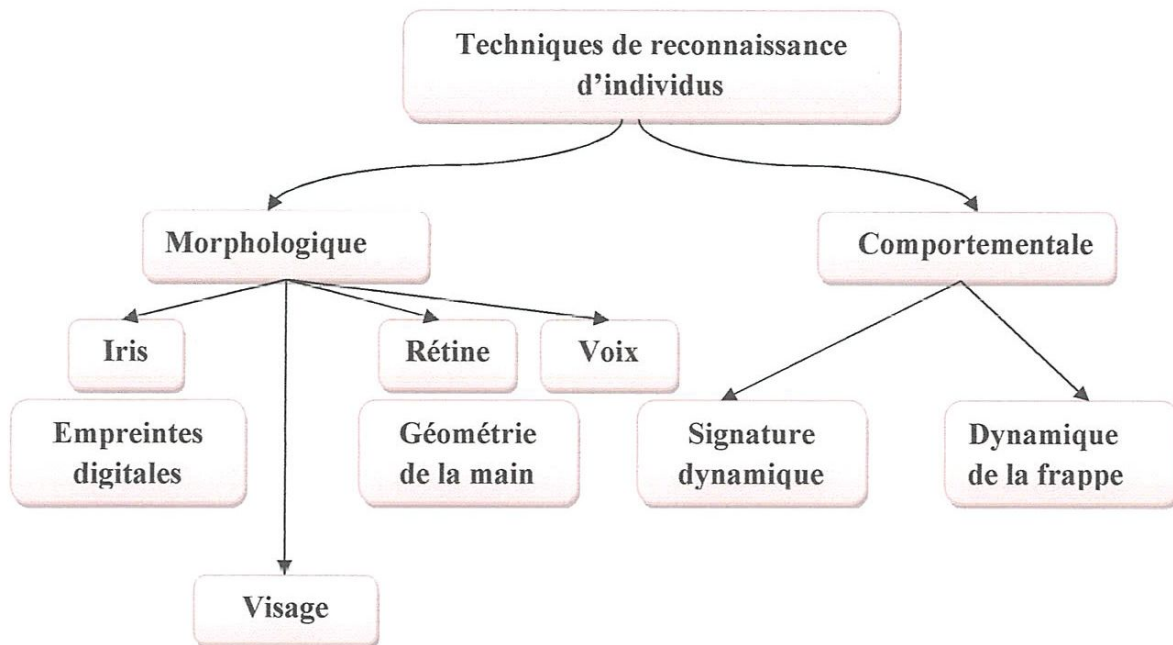 Techniques de reconnaissance
d’individus
Morphologique
Comportementale
Iris
Rétine
Voix
Empreintes
digitales
Géométrie
de la main
Signature
dynamique
Dynamique
de la frappe
Visage